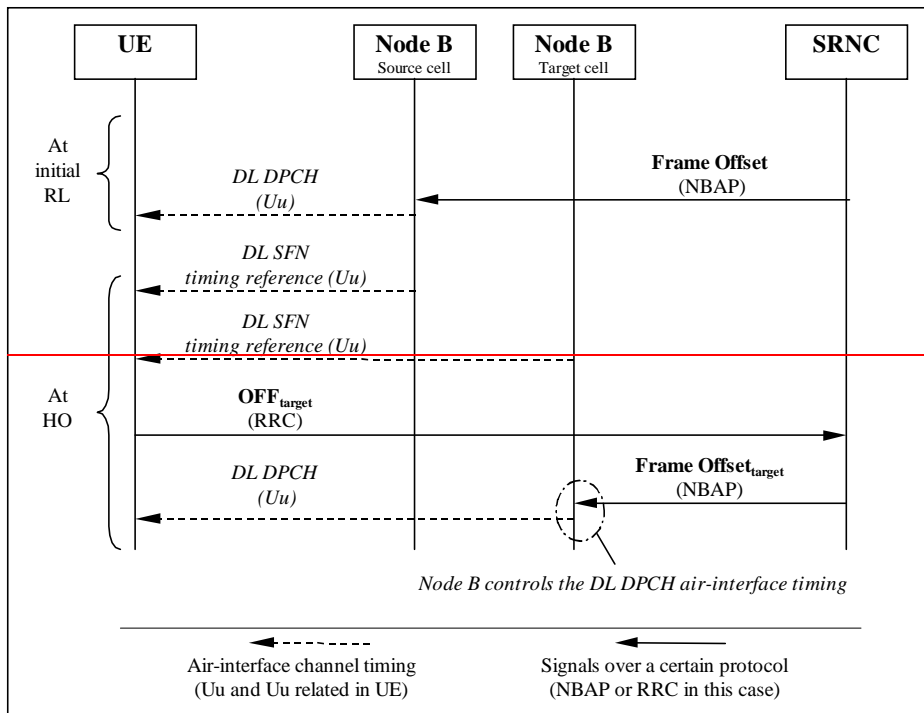 UE
Node B
Source cell
Node B
Target cell
SRNC
At
initial
RL
DL DPCH
(Uu)
Frame Offset
(NBAP)
DL SFN
timing reference (Uu)
DL SFN
timing reference (Uu)
At
HO
OFFtarget
(RRC)
DL DPCH
(Uu)
Frame Offsettarget
(NBAP)
Node B controls the DL DPCH air-interface timing
Air-interface channel timing
(Uu and Uu related in UE)
Signals over a certain protocol
(NBAP or RRC in this case)